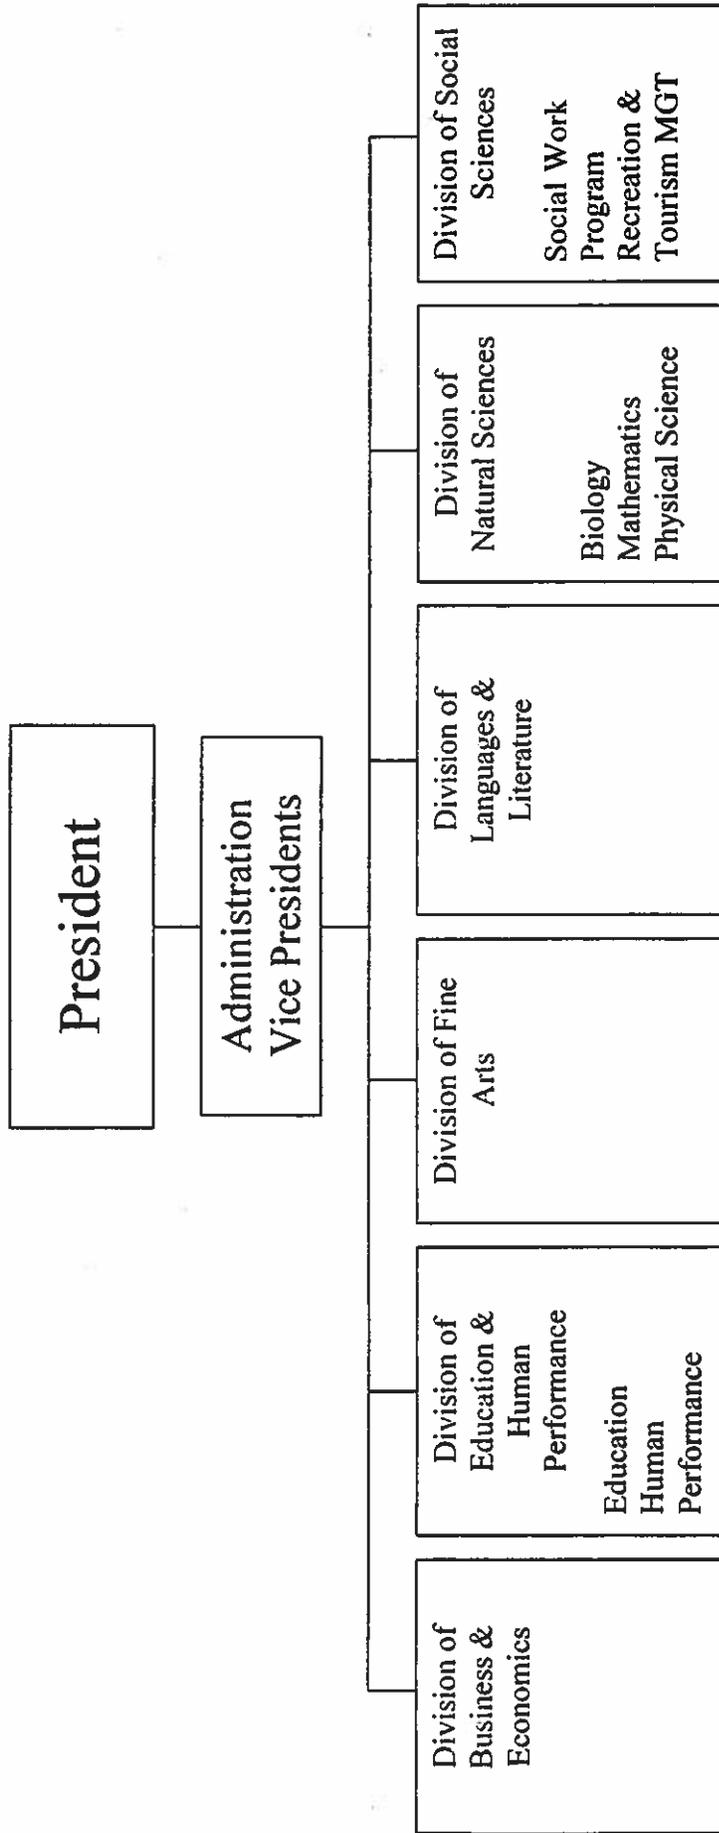 President
Administration
Vice Presidents
Division of
Business &
Economics
Division of
Education &
Human
Performance
Education
Human
Performance
Division of Fine
Arts
Division of
Languages &
Literature
Division of
Natural Sciences
Biology
Mathematics
Physical Science
Division of Social
Sciences
Social Work
Program
Recreation &
Tourism MGT